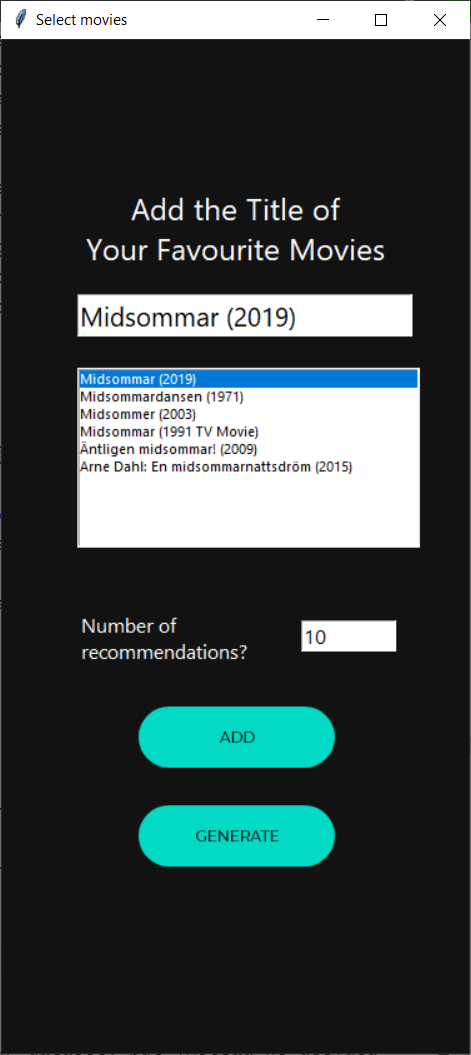 Select movies
Add the Title of
Your Favourite Movies
Midsommar (2019)
Midsommar (2019)
Midsommardansen (1971)
Midsommer (2003)
Midsommar (1991 TV Movie)
Äntligen midsommar! (2009)
Arne Dahl: En midsommarnattsdröm (2015)
Number of
recommendations?
10
ADD
GENERATE